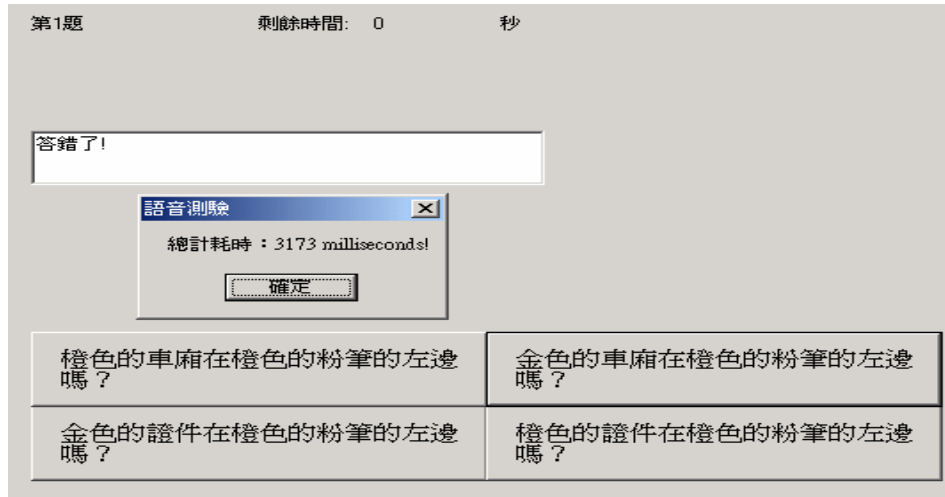 第1題 剩餘時間: 0 秒
答錯了!
語音測驗
總計耗時：3173 milliseconds!
確定
橙色的車廂在橙色的粉筆的左邊
嗎？
金色的車廂在橙色的粉筆的左邊
嗎？
金色的證件在橙色的粉筆的左邊
嗎？
橙色的證件在橙色的粉筆的左邊
嗎？